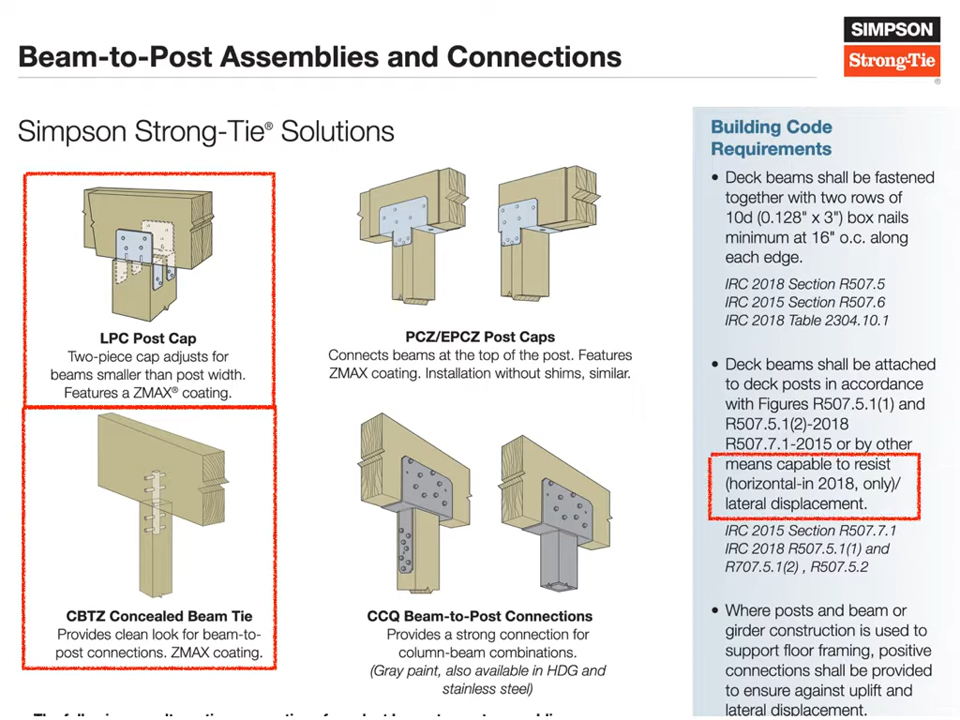 SIMPSON
Strong-Tie
®
Beam-to-Post Assemblies and Connections
Simpson Strong-Tie® Solutions
LPC Post Cap
Two-piece cap adjusts for
beams smaller than post width.
Features a ZMAX® coating.
PCZ/EPCZ Post Caps
Connects beams at the top of the post. Features
ZMAX coating. Installation without shims, similar.
CBTZ Concealed Beam Tie
Provides clean look for beam-to-
post connections. ZMAX coating.
CCQ Beam-to-Post Connections
Provides a strong connection for
column-beam combinations.
(Gray paint, also available in HDG and
stainless steel)
Building Code
Requirements
• Deck beams shall be fastened
together with two rows of
10d (0.128" x 3") box nails
minimum at 16" o.c. along
each edge.
IRC 2018 Section R507.5
IRC 2015 Section R507.6
IRC 2018 Table 2304.10.1
• Deck beams shall be attached
to deck posts in accordance
with Figures R507.5.1(1) and
R507.5.1(2)-2018
R507.7.1-2015 or by other
means capable to resist
(horizontal-in 2018, only)/
lateral displacement.
IRC 2015 Section R507.7.1
IRC 2018 R507.5.1(1) and
R707.5.1(2) , R507.5.2
• Where posts and beam or
girder construction is used to
support floor framing, positive
connections shall be provided
to ensure against uplift and
lateral displacement.